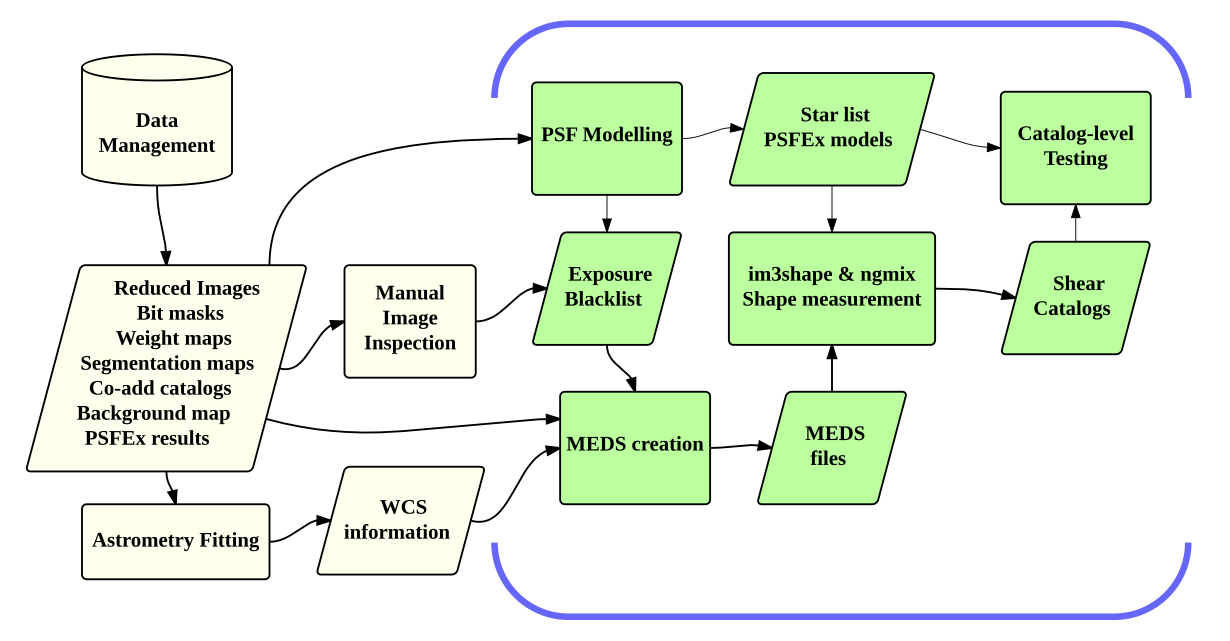 Data
Management
PSF Modelling
Star list
PSFEx models
Catalog-level
Testing
Reduced Images
Bit masks
Weight maps
Segmentation maps
Co-add catalogs
Background map
PSFEx results
Manual
Image
Inspection
Exposure
Blacklist
im3shape & ngmix
Shape measurement
Shear
Catalogs
MEDS creation
MEDS
files
WCS
information
Astrometry Fitting